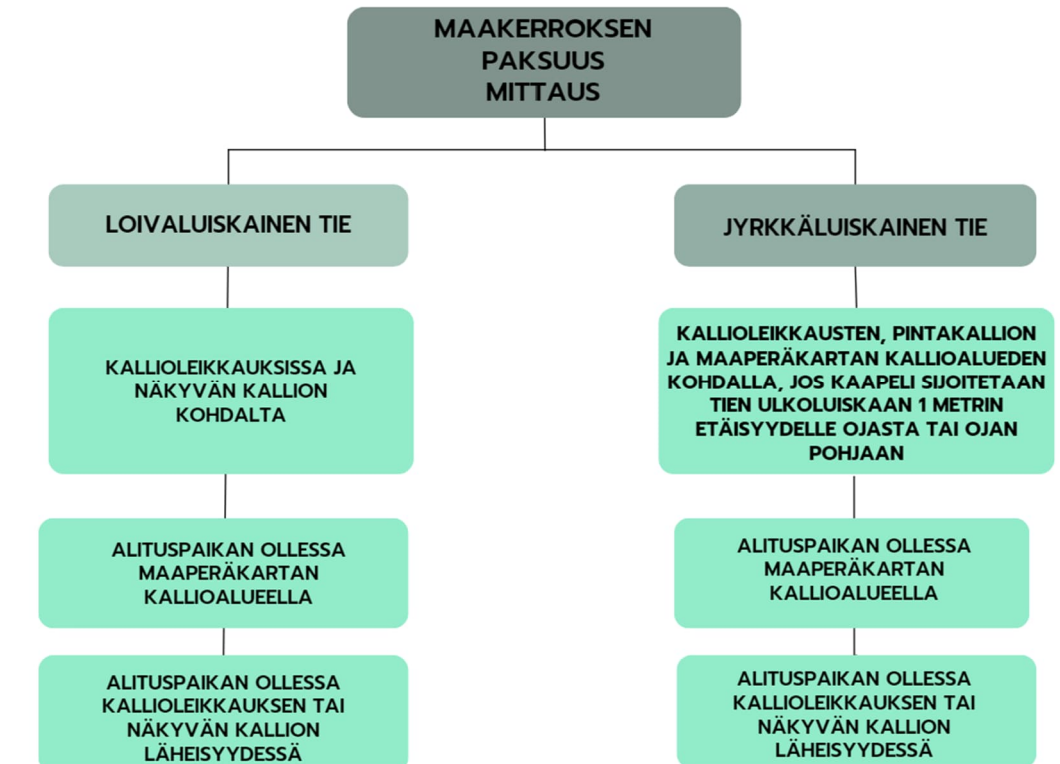 MAAKERROKSEN
PAKSUUS
MITTAUS
LOIVALUISKAINEN TIE
JYRKKÄLUISKAINEN TIE
KALLIOLEIKKAUKSISSA JA
NÄKYVÄN KALLION
KOHDALTA
KALLIOLEIKKAUSTEN, PINTAKALLION
JA MAAPERÄKARTAN KALLIOALUEDEN
KOHDALLA, JOS KAAPELI SIJOITETAAN
TIEN ULKOLUISKAAN 1 METRIN
ETÄISYYDELLE OJASTA TAI OJAN
POHJAAN
ALITUSPAIKAN OLLESSA
MAAPERÄKARTAN
KALLIOALUEELLA
ALITUSPAIKAN OLLESSA
MAAPERÄKARTAN
KALLIOALUEELLA
ALITUSPAIKAN OLLESSA
KALLIOLEIKKAUKSEN TAI
NÄKYVÄN KALLION
LÄHEISYYDESSÄ
ALITUSPAIKAN OLLESSA
KALLIOLEIKKAUKSEN TAI
NÄKYVÄN KALLION
LÄHEISYYDESSÄ